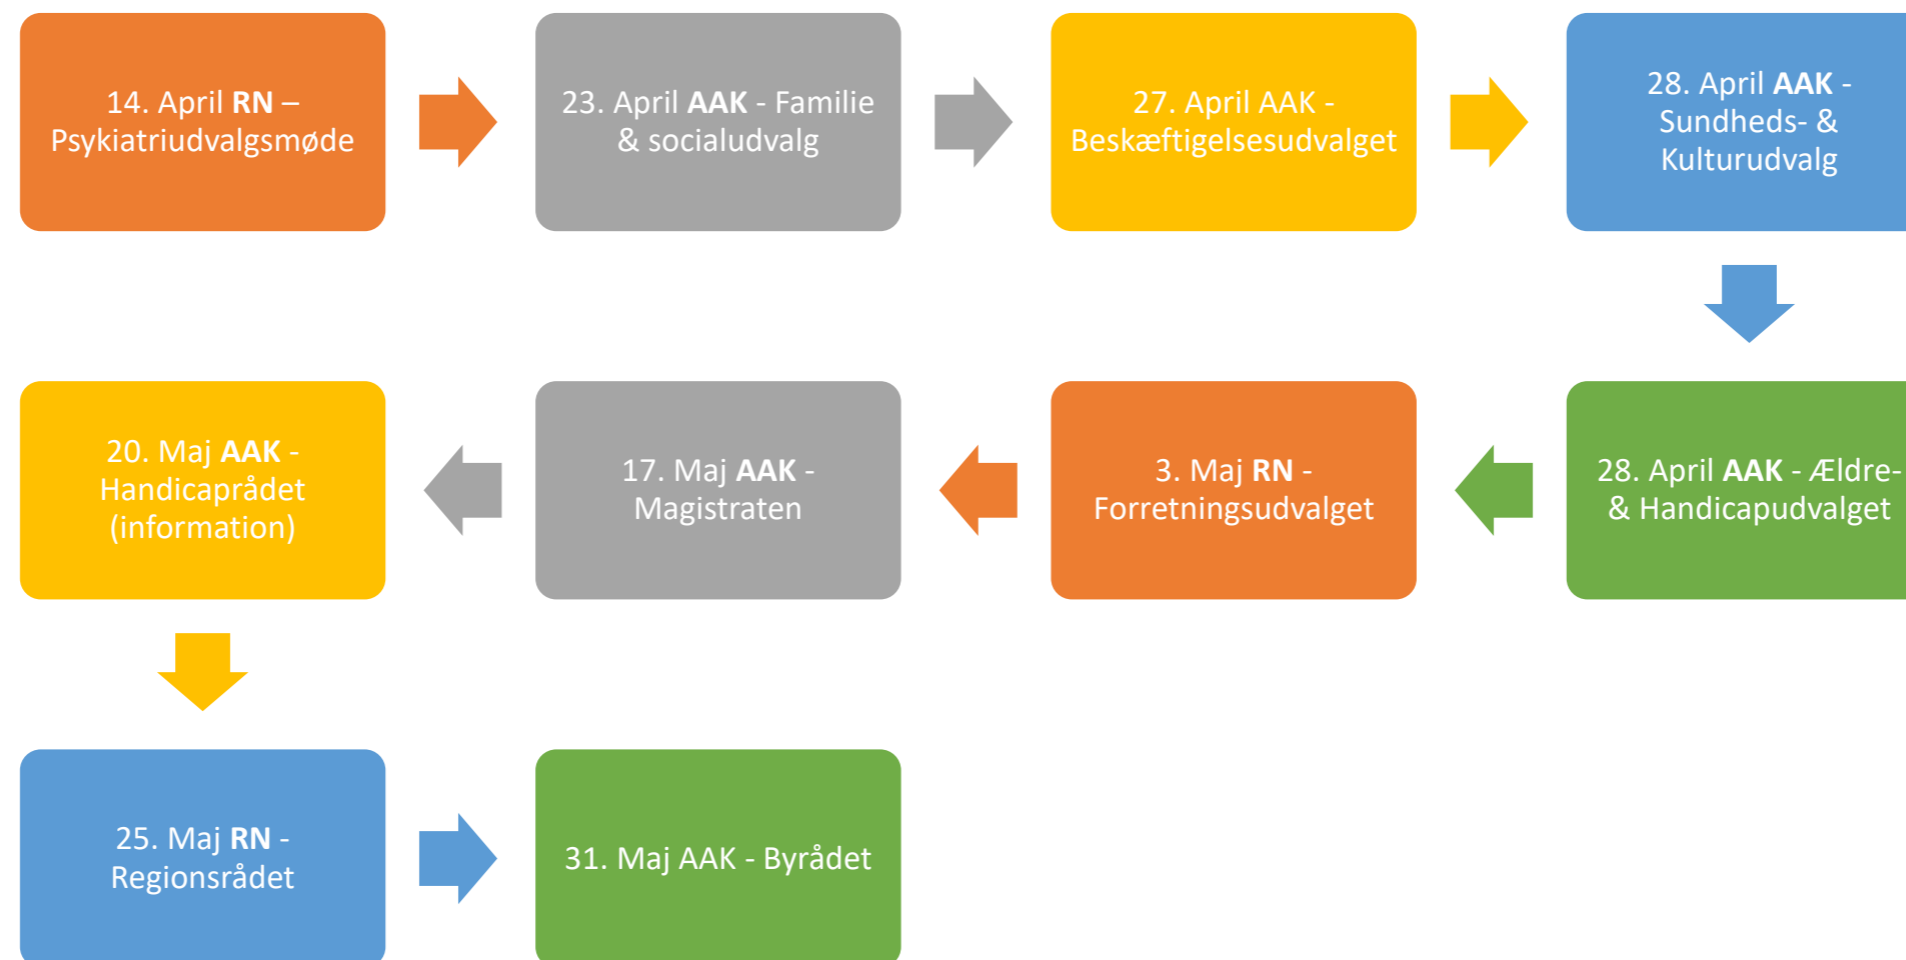 14. April RN –
Psykiatriudvalgsmøde
23. April AAK - Familie
& socialudvalg
27. April AAK -
Beskæftigelsesudvalget
28. April AAK -
Sundheds- &
Kulturudvalg
28. April AAK - Ældre-
& Handicapudvalget
3. Maj RN -
Forretningsudvalget
17. Maj AAK -
Magistraten
20. Maj AAK -
Handicaprådet
(information)
25. Maj RN -
Regionsrådet
31. Maj AAK - Byrådet